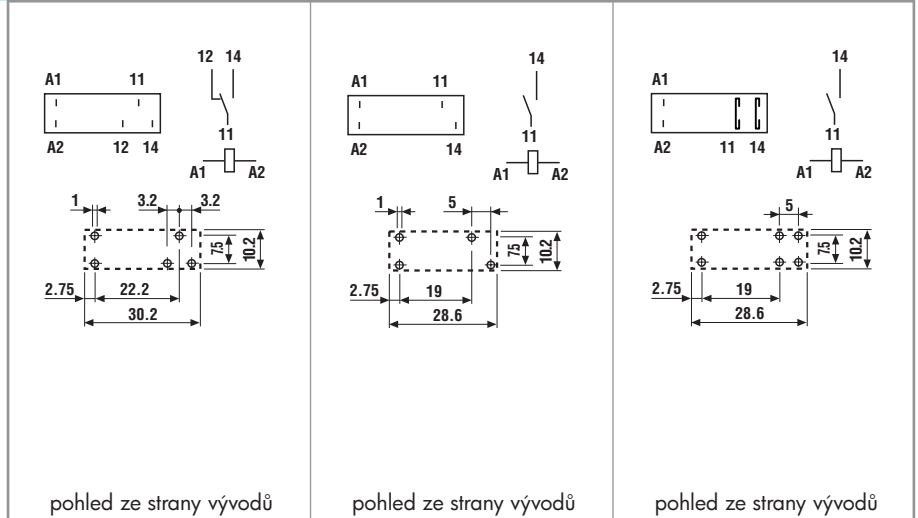 12 14
A1 11
11
A2 12 14
A1 A2
1 3.2 3.2
7.5
10.2
2.75 22.2
30.2
pohled ze strany vývodů
14
A1 11
11
A2 14
A1 A2
1 5
7.5
10.2
2.75 19
28.6
pohled ze strany vývodů
14
A1
11
A2 11 14
A1 A2
5
7.5
10.2
2.75 19
28.6
pohled ze strany vývodů